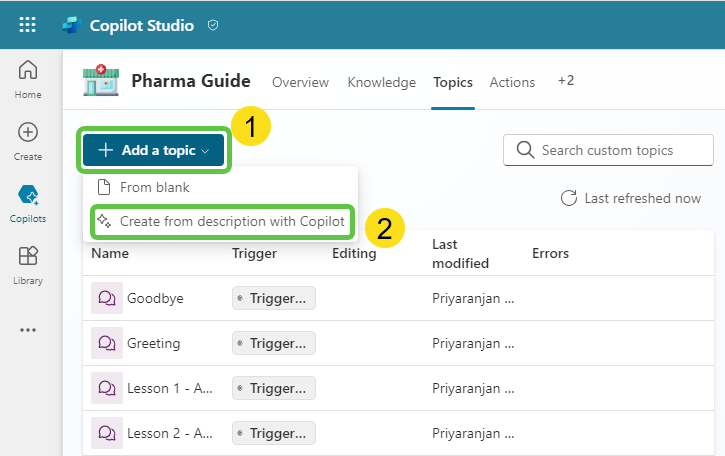 Copilot Studio
Pharma Guide
Overview
Knowledge
Topics
Actions
+2
Home
Create
Copilots
Library
1
Add a topic
Search custom topics
From blank
Create from description with Copilot
2
Last refreshed now
Name
Trigger
Editing
Last
modified
Errors
Goodbye
Trigger...
Priyaranjan ...
Greeting
Trigger...
Priyaranjan ...
Lesson 1 - A...
Trigger...
Priyaranjan ...
Lesson 2 - A...
Trigger...
Priyaranjan ...